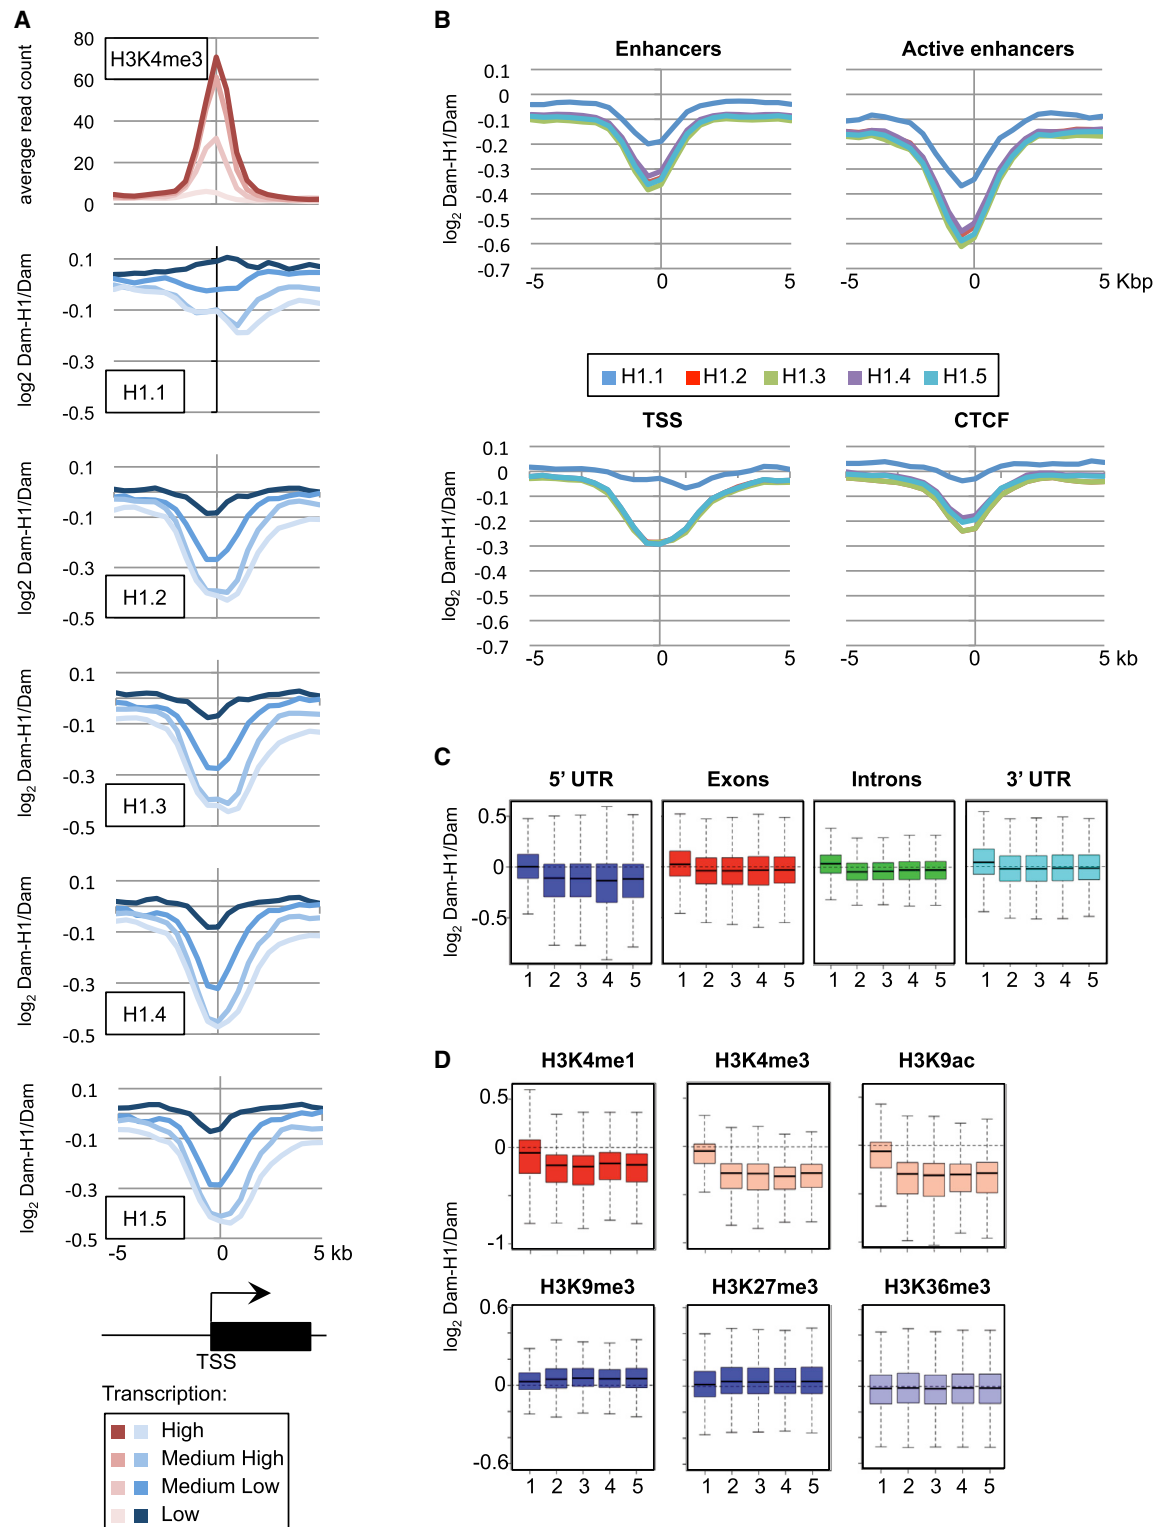 A
80
60
40
20
0
average read count
H3K4me3
0.1
-0.1
-0.3
-0.5
log2 Dam-H1/Dam
H1.1
0.1
-0.1
-0.3
-0.5
log2 Dam-H1/Dam
H1.2
0.1
-0.1
-0.3
-0.5
log2 Dam-H1/Dam
H1.3
0.1
-0.1
-0.3
-0.5
log2 Dam-H1/Dam
H1.4
0.1
-0.1
-0.3
-0.5
log2 Dam-H1/Dam
H1.5
-5 0 5 kb
TSS
Transcription:
High
Medium High
Medium Low
Low
B
Enhancers Active enhancers
0.1
0
-0.1
-0.2
-0.3
-0.4
-0.5
-0.6
-0.7
log2 Dam-H1/Dam
-5 0 5 -5 0 5 Kbp
H1.1 H1.2 H1.3 H1.4 H1.5
TSS CTCF
0.1
0
-0.1
-0.2
-0.3
-0.4
-0.5
-0.6
-0.7
log2 Dam-H1/Dam
-5 0 5 -5 0 5 kb
C
5’ UTR Exons Introns 3’ UTR
0.5
0
-0.5
log2 Dam-H1/Dam
1 2 3 4 5 1 2 3 4 5 1 2 3 4 5 1 2 3 4 5
D
H3K4me1 H3K4me3 H3K9ac
0.5
0
-1
log2 Dam-H1/Dam
H3K9me3 H3K27me3 H3K36me3
0.6
0
-0.6
1 2 3 4 5 1 2 3 4 5 1 2 3 4 5